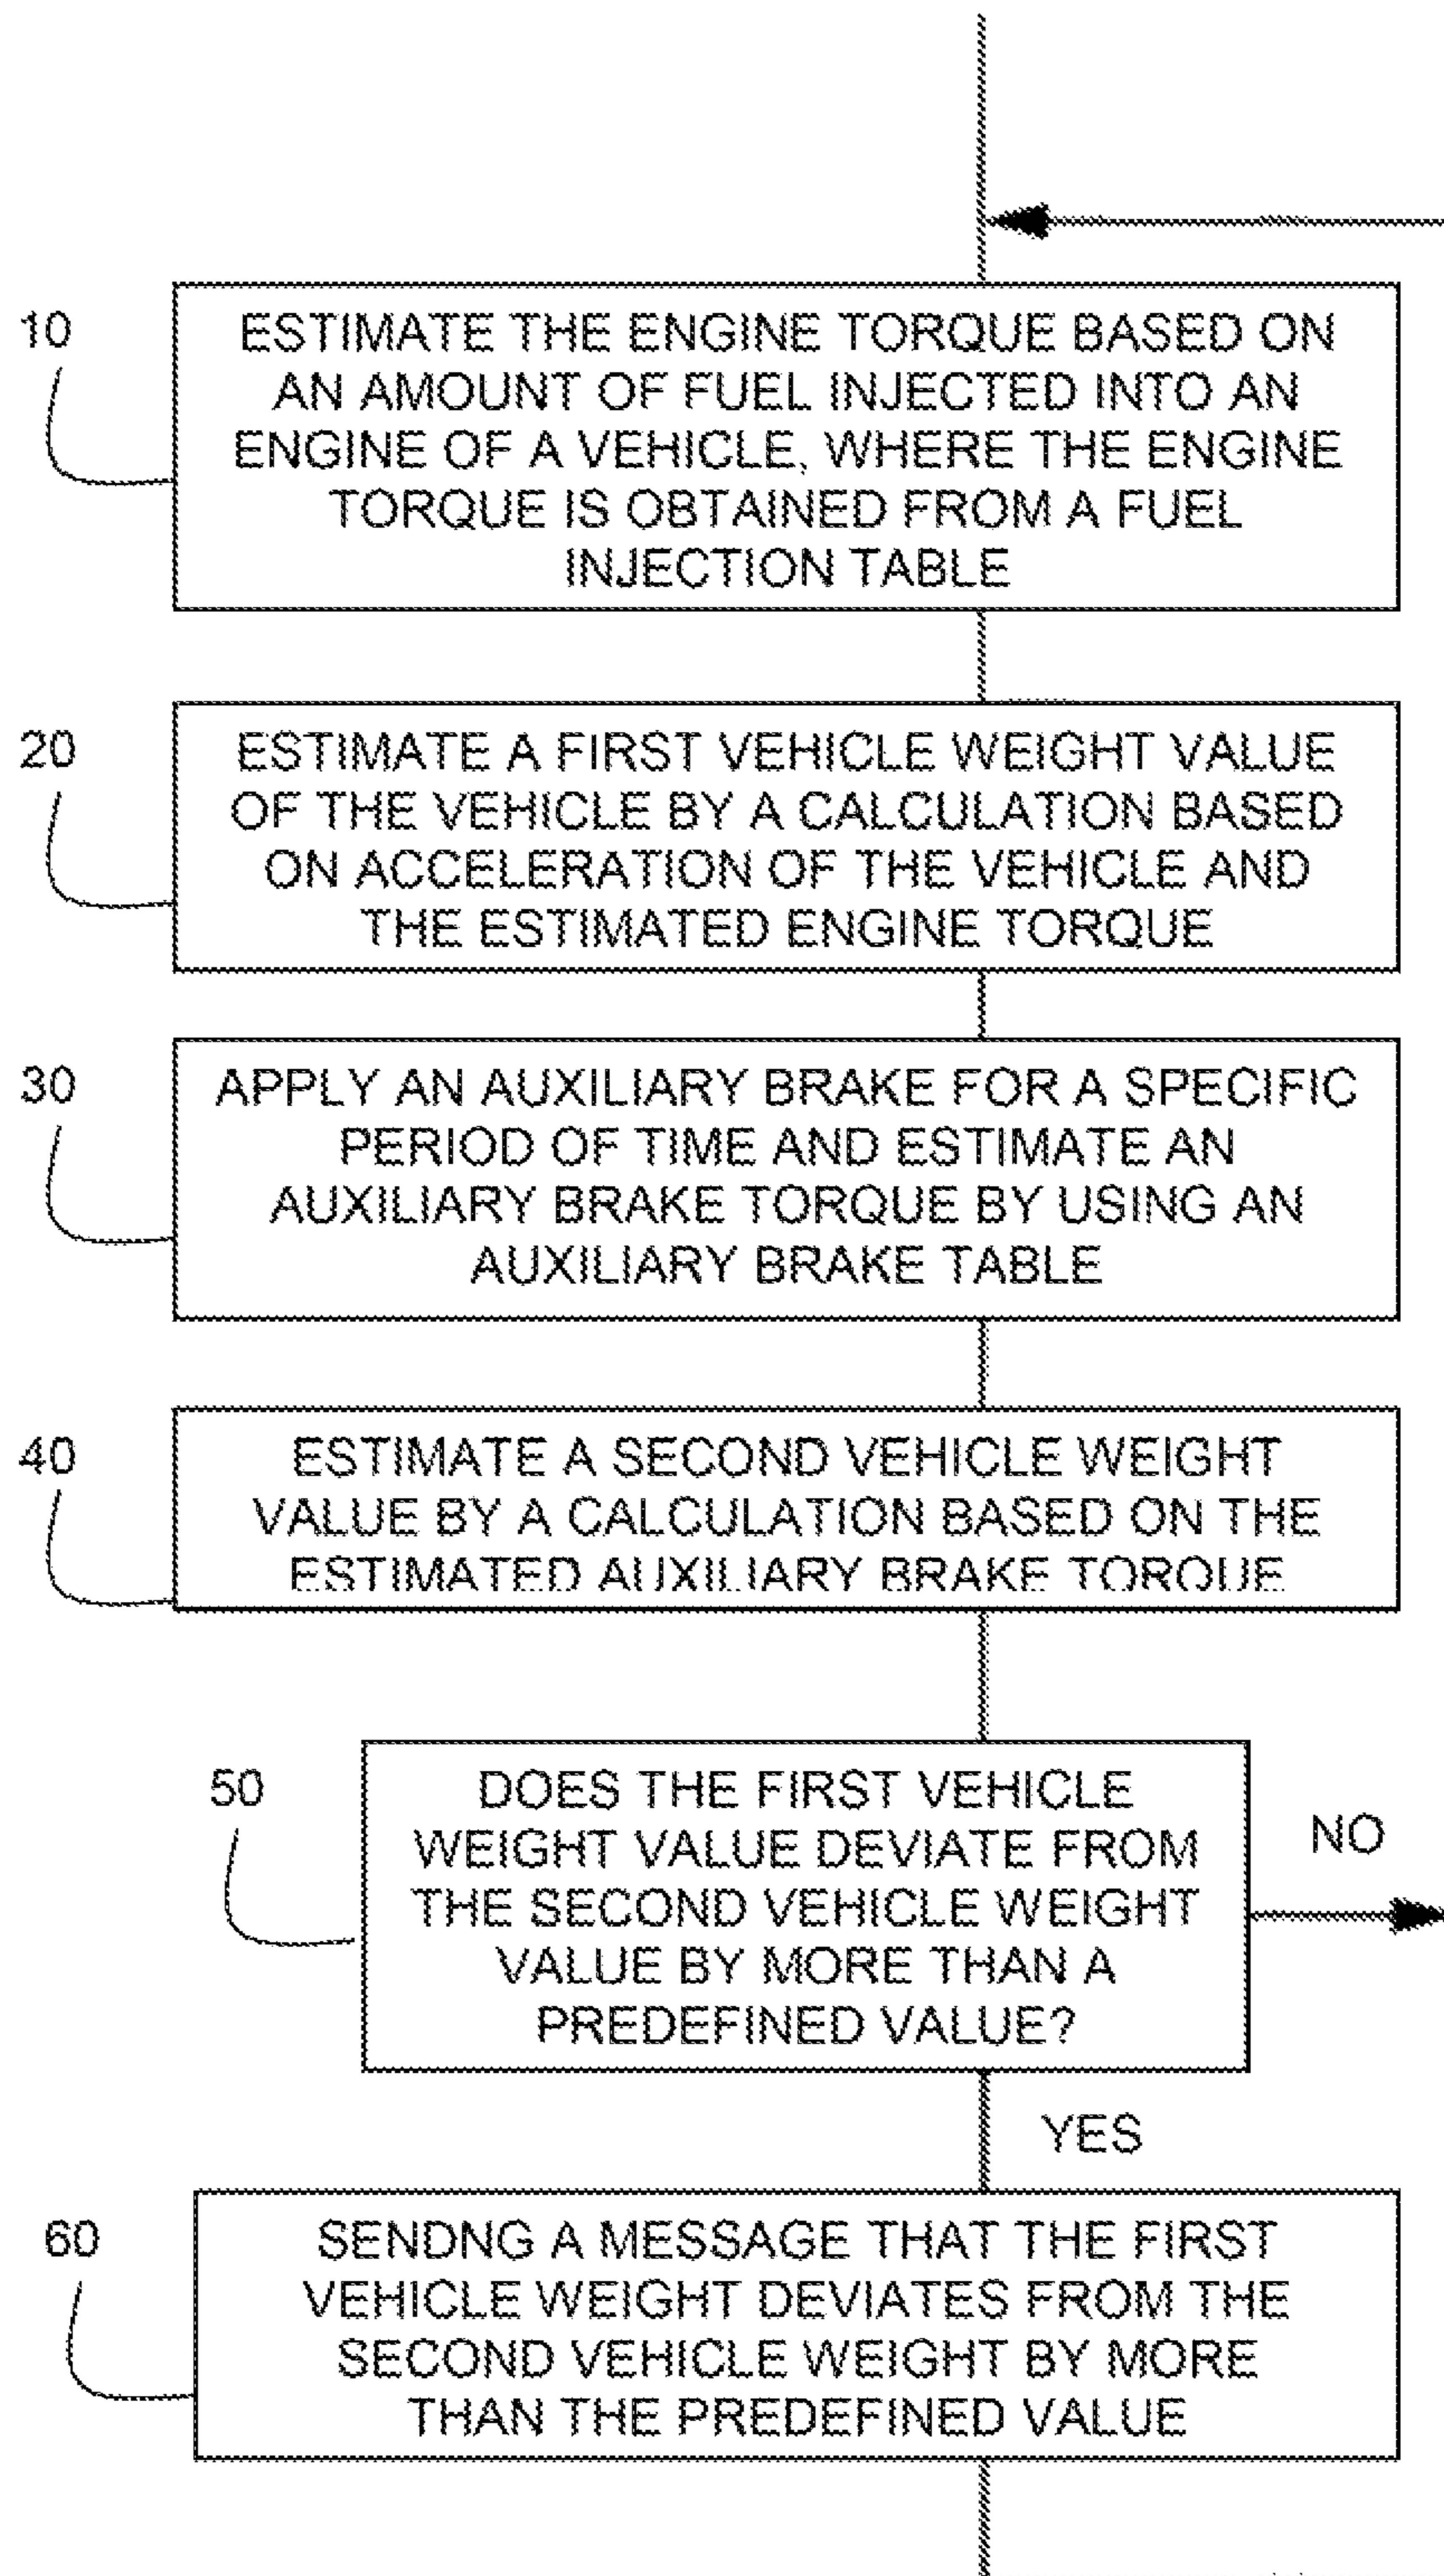 10
ESTIMATE THE ENGINE TORQUE BASED ON
AN AMOUNT OF FUEL INJECTED INTO AN
ENGINE OF A VEHICLE, WHERE THE ENGINE
TORQUE IS OBTAINED FROM A FUEL
INJECTION TABLE
20
ESTIMATE A FIRST VEHICLE WEIGHT VALUE
OF THE VEHICLE BY A CALCULATION BASED
ON ACCELERATION OF THE VEHICLE AND
THE ESTIMATED ENGINE TORQUE
30
APPLY AN AUXILIARY BRAKE FOR A SPECIFIC
PERIOD OF TIME AND ESTIMATE AN
AUXILIARY BRAKE TORQUE BY USING AN
AUXILIARY BRAKE TABLE
40
ESTIMATE A SECOND VEHICLE WEIGHT
VALUE BY A CALCULATION BASED ON THE
ESTIMATED AUXILIARY BRAKE TORQUE
50
DOES THE FIRST VEHICLE
WEIGHT VALUE DEVIATE FROM
THE SECOND VEHICLE WEIGHT
VALUE BY MORE THAN A
PREDEFINED VALUE?
NO
YES
60
SENDNG A MESSAGE THAT THE FIRST
VEHICLE WEIGHT DEVIATES FROM THE
SECOND VEHICLE WEIGHT BY MORE
THAN THE PREDEFINED VALUE